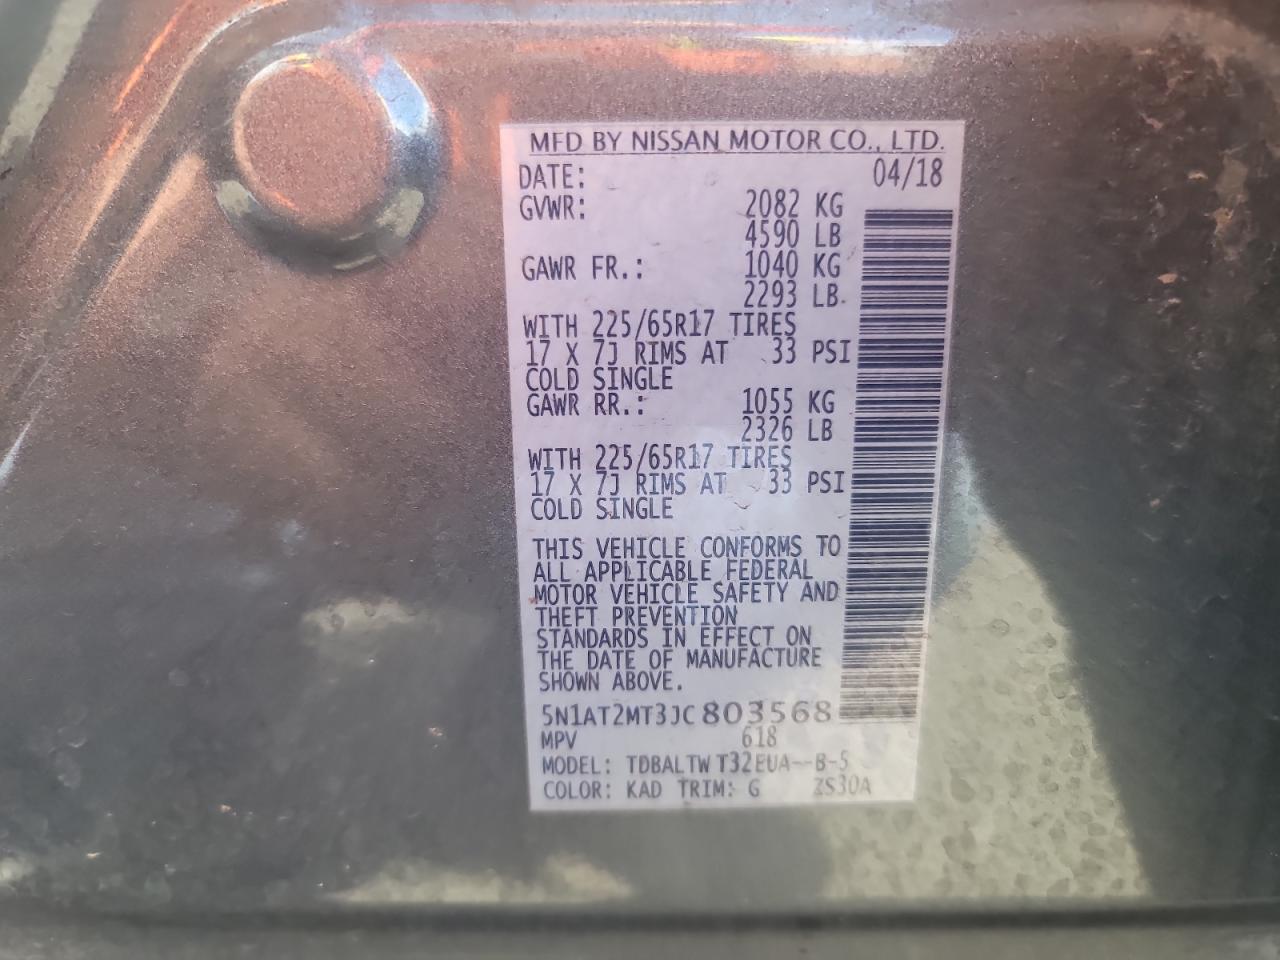 MFD BY NISSAN MOTOR CO., LTD.
DATE: 04/18
GVWR: 2082 KG
4590 LB
GAWR FR.: 1040 KG
2293 LB.
WITH 225/65R17 TIRES
17 X 7J RIMS AT 33 PSI
COLD SINGLE
GAWR RR.: 1055 KG
2326 LB
WITH 225/65R17 TIRES
17 X 7J RIMS AT 33 PSI
COLD SINGLE
THIS VEHICLE CONFORMS TO
ALL APPLICABLE FEDERAL
MOTOR VEHICLE SAFETY AND
THEFT PREVENTION
STANDARDS IN EFFECT ON
THE DATE OF MANUFACTURE
SHOWN ABOVE.
5N1AT2MT3JC803568
MPV 618
MODEL: TDBALTW T32EUA--B-5
COLOR: KAD TRIM: G ZS30A